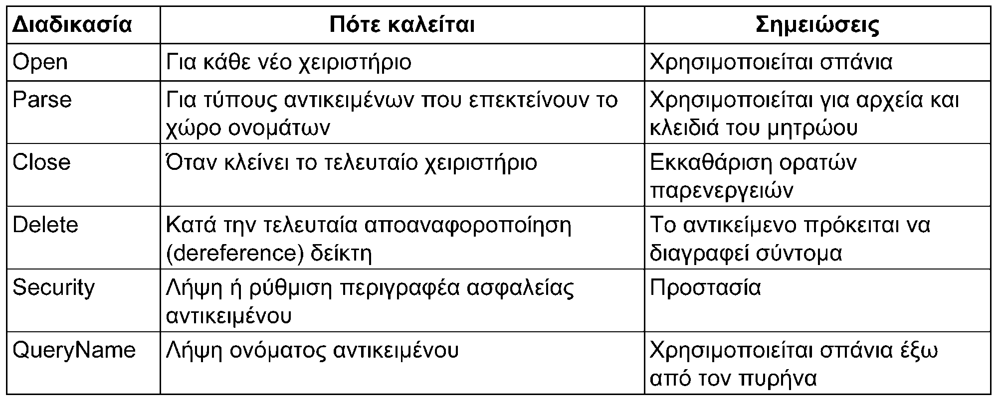 Διαδικασία Πότε καλείται Σημειώσεις
Open Για κάθε νέο χειριστήριο Χρησιμοποιείται σπάνια
Parse Για τύπους αντικειμένων που επεκτείνουν το Χρησιμοποιείται για αρχεία και
χώρο ονομάτων κλειδιά του μητρώου
Close Όταν κλείνει το τελευταίο χειριστήριο Εκκαθάριση ορατών
παρενεργειών
Delete Κατά την τελευταία αποαναφοροποίηση Το αντικείμενο πρόκειται να
(dereference) δείκτη διαγραφεί σύντομα
Security Λήψη ή ρύθμιση περιγραφέα ασφαλείας Προστασία
αντικειμένου
QueryName Λήψη ονόματος αντικειμένου Χρησιμοποιείται σπάνια έξω
από τον πυρήνα